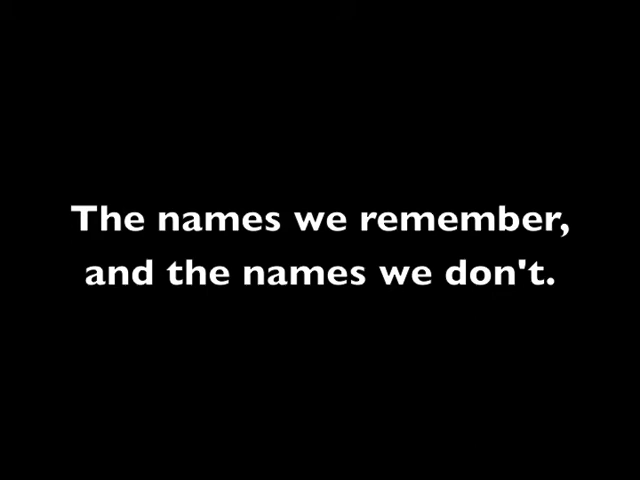 The names we remember,
and the names we don't.